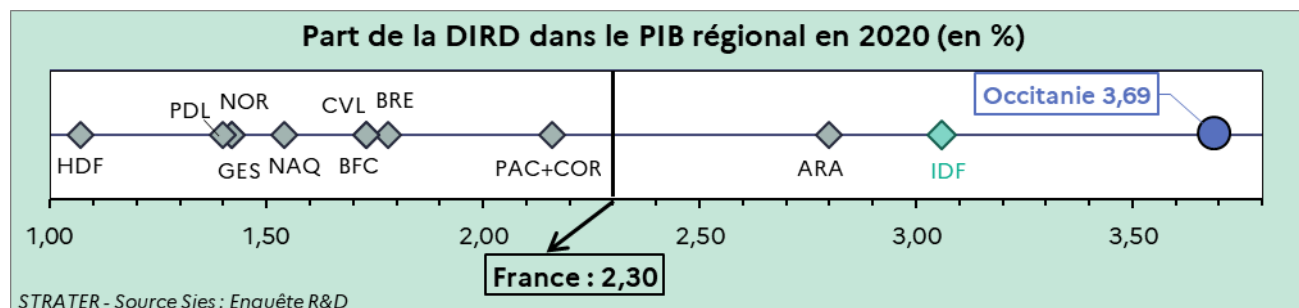 Part de la DIRD dans le PIB régional en 2020 (en %)
Occitanie 3,69
PDL NOR CVL BRE
HDF GES NAQ BFC PAC+COR ARA IDF
1,00 1,50 2,00 2,50 3,00 3,50
France : 2,30
STRATER - Source Sies : Enquête R&D